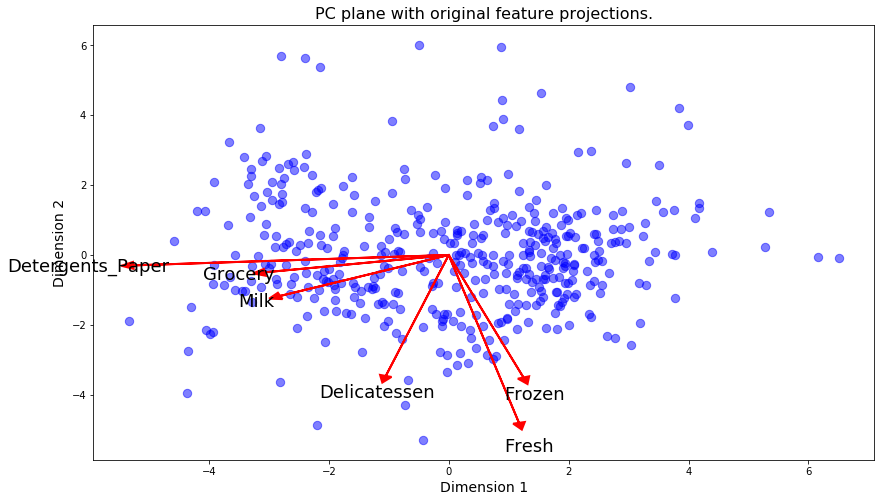 PC plane with original feature projections.
6
4
2
0
−2
−4
Dimension 2
Detergents_Paper
Grocery
Milk
Delicatessen
Frozen
Fresh
−4
−2
0
2
4
6
Dimension 1